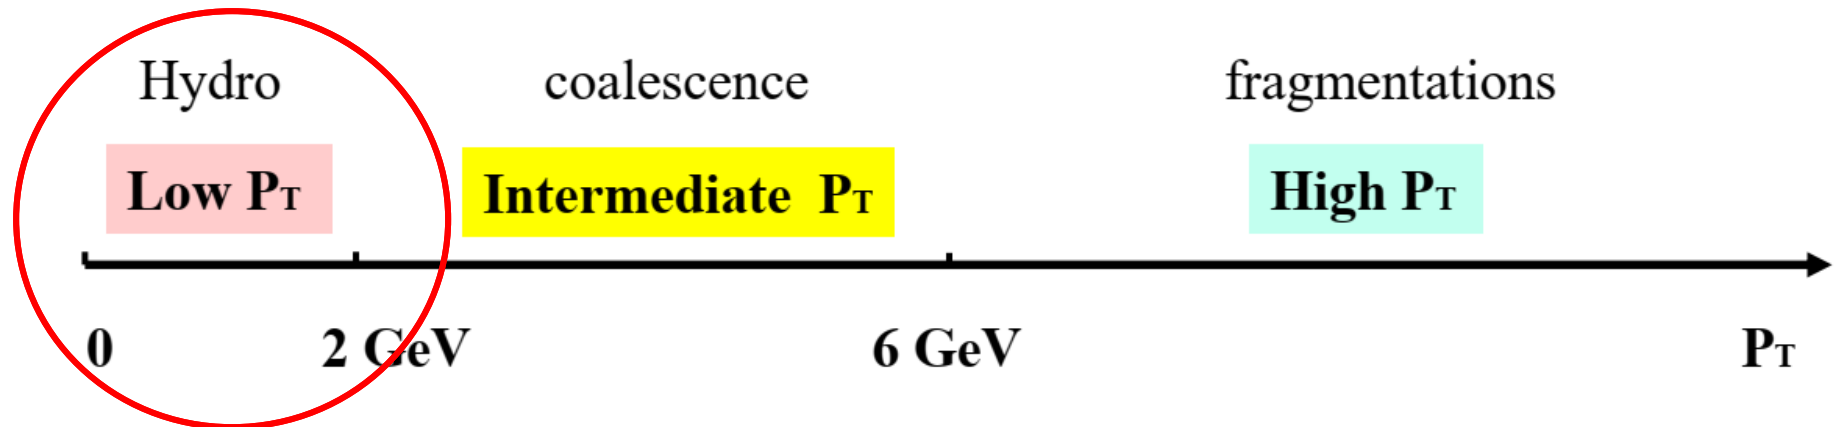 Hydro coalescence fragmentations
Low PT Intermediate PT High PT
0 2 GeV 6 GeV PT